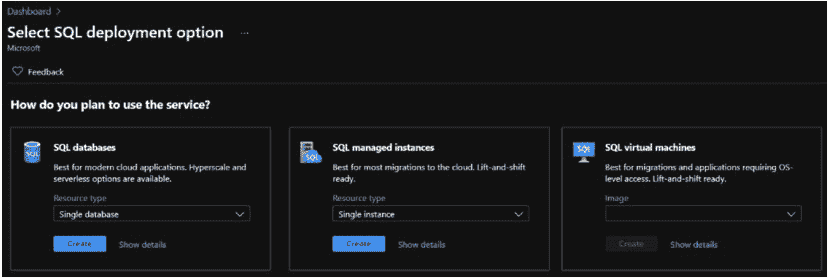 Dashboard >
Select SQL deployment option ...
Microsoft
Feedback
How do you plan to use the service?
SQL
SQL databases
Best for modern cloud applications. Hyperscale and
serverless options are available.
Resource type
Single database
Create
Show details
SQL
SQL managed instances
Best for most migrations to the cloud. Lift-and-shift
ready.
Resource type
Single instance
Create
Show details
SQL
SQL virtual machines
Best for migrations and applications requiring OS-
level access. Lift-and-shift ready.
Image
Create
Show details